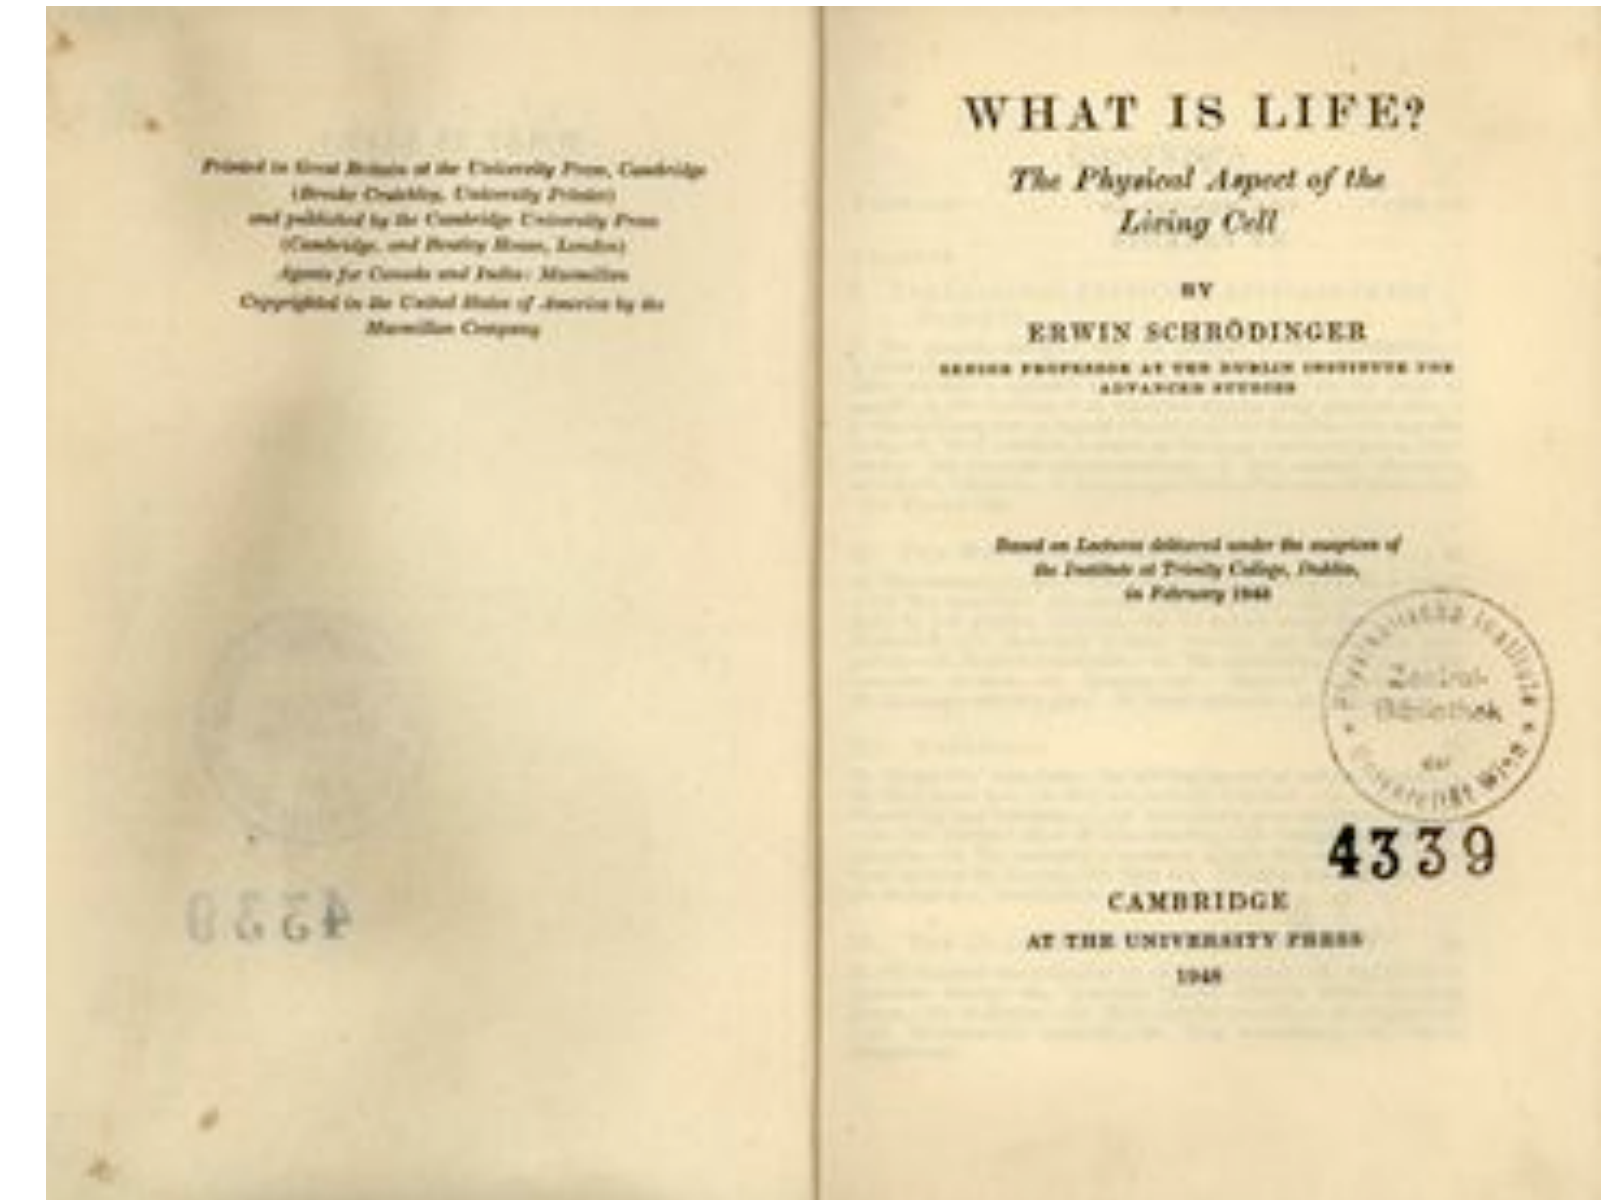 Printed in Great Britain at the University Press, Cambridge
(Brooke Crutchley, University Printer)
and published by the Cambridge University Press
(Cambridge, and Bentley House, London)
Agents for Canada and India: Macmillan
Copyrighted in the United States of America by the
Macmillan Company
WHAT IS LIFE?
The Physical Aspect of the
Living Cell
BY
ERWIN SCHRÖDINGER
SENIOR PROFESSOR AT THE DUBLIN INSTITUTE FOR
ADVANCED STUDIES
Based on Lectures delivered under the auspices of
the Institute at Trinity College, Dublin,
in February
Zentral-
Bibliothek
der
Universität Wien
4339
CAMBRIDGE
AT THE UNIVERSITY PRESS
1948